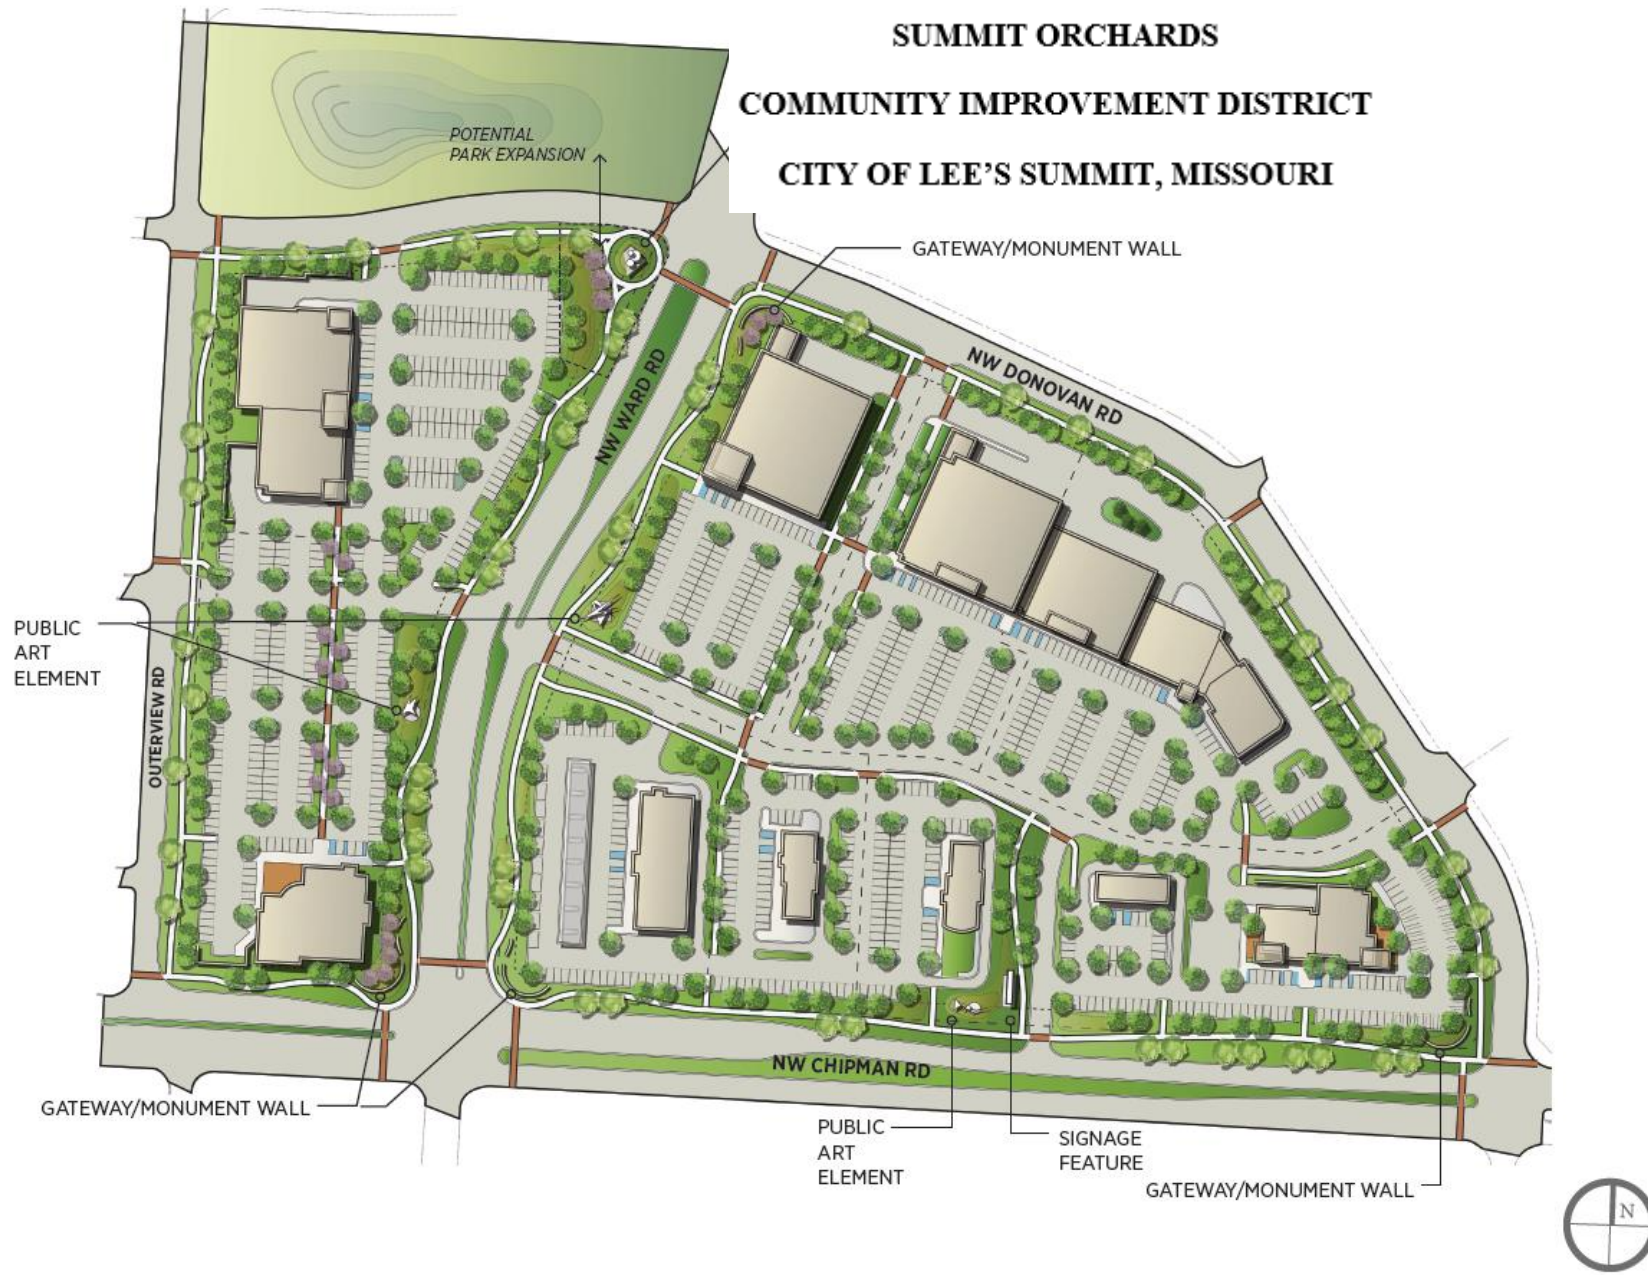 SUMMIT ORCHARDS
COMMUNITY IMPROVEMENT DISTRICT
CITY OF LEE'S SUMMIT, MISSOURI
POTENTIAL
PARK EXPANSION
GATEWAY/MONUMENT WALL
NW DONOVAN RD
NW WARD RD
PUBLIC
ART
ELEMENT
OUTERVIEW RD
NW CHIPMAN RD
GATEWAY/MONUMENT WALL
PUBLIC
ART
ELEMENT
SIGNAGE
FEATURE
GATEWAY/MONUMENT WALL
N